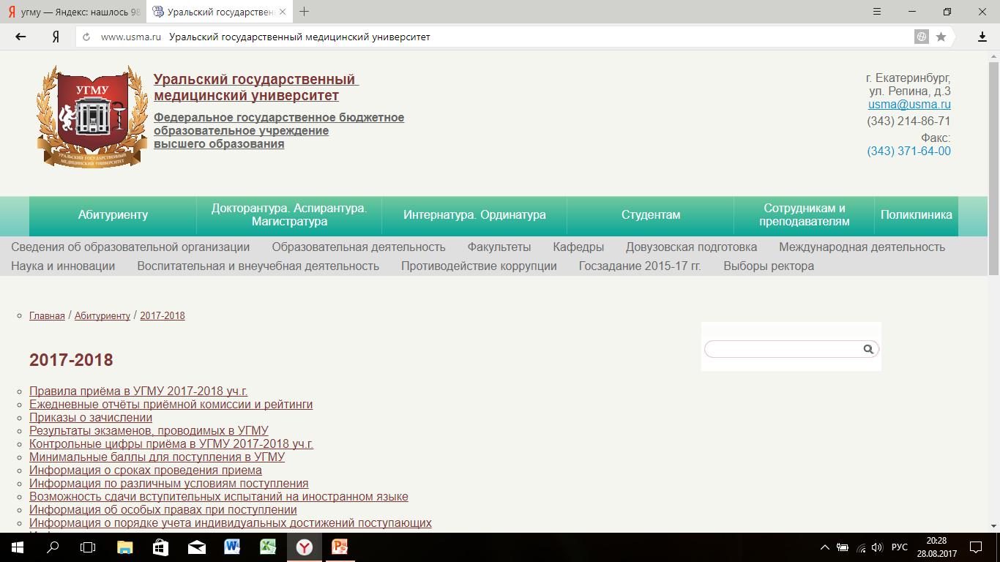 угму — Яндекс: нашлось 98
Уральский государствен
www.usma.ru Уральский государственный медицинский университет
УГМУ
УРАЛЬСКИЙ ГОСУДАРСТВЕННЫЙ
МЕДИЦИНСКИЙ УНИВЕРСИТЕТ
Уральский государственный
медицинский университет
Федеральное государственное бюджетное
образовательное учреждение
высшего образования
г. Екатеринбург,
ул. Репина, д.3
usma@usma.ru
(343) 214-86-71
Факс:
(343) 371-64-00
Абитуриенту
Докторантура. Аспирантура.
Магистратура
Интернатура. Ординатура
Студентам
Сотрудникам и
преподавателям
Поликлиника
Сведения об образовательной организации Образовательная деятельность Факультеты Кафедры Довузовская подготовка Международная деятельность
Наука и инновации Воспитательная и внеучебная деятельность Противодействие коррупции Госзадание 2015-17 гг. Выборы ректора
Главная / Абитуриенту / 2017-2018
2017-2018
Правила приёма в УГМУ 2017-2018 уч.г.
Ежедневные отчёты приёмной комиссии и рейтинги
Приказы о зачислении
Результаты экзаменов, проводимых в УГМУ
Контрольные цифры приёма в УГМУ 2017-2018 уч.г.
Минимальные баллы для поступления в УГМУ
Информация о сроках проведения приема
Информация по различным условиям поступления
Возможность сдачи вступительных испытаний на иностранном языке
Информация об особых правах при поступлении
Информация о порядке учета индивидуальных достижений поступающих
РУС
20:28
28.08.2017